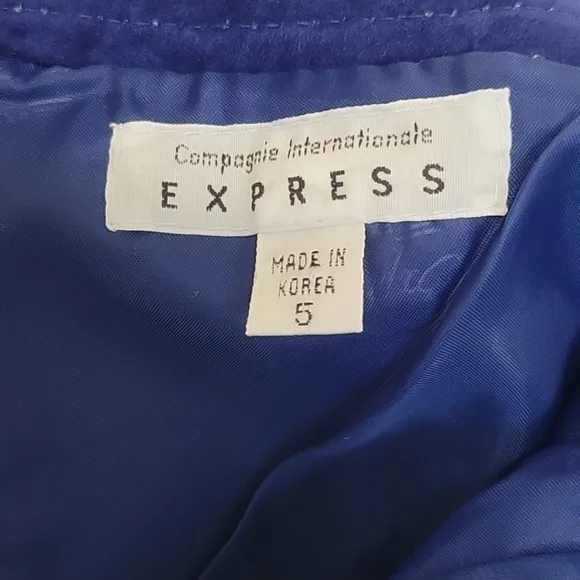 Compagnie Internationale
EXPRESS
MADE IN
KOREA
5